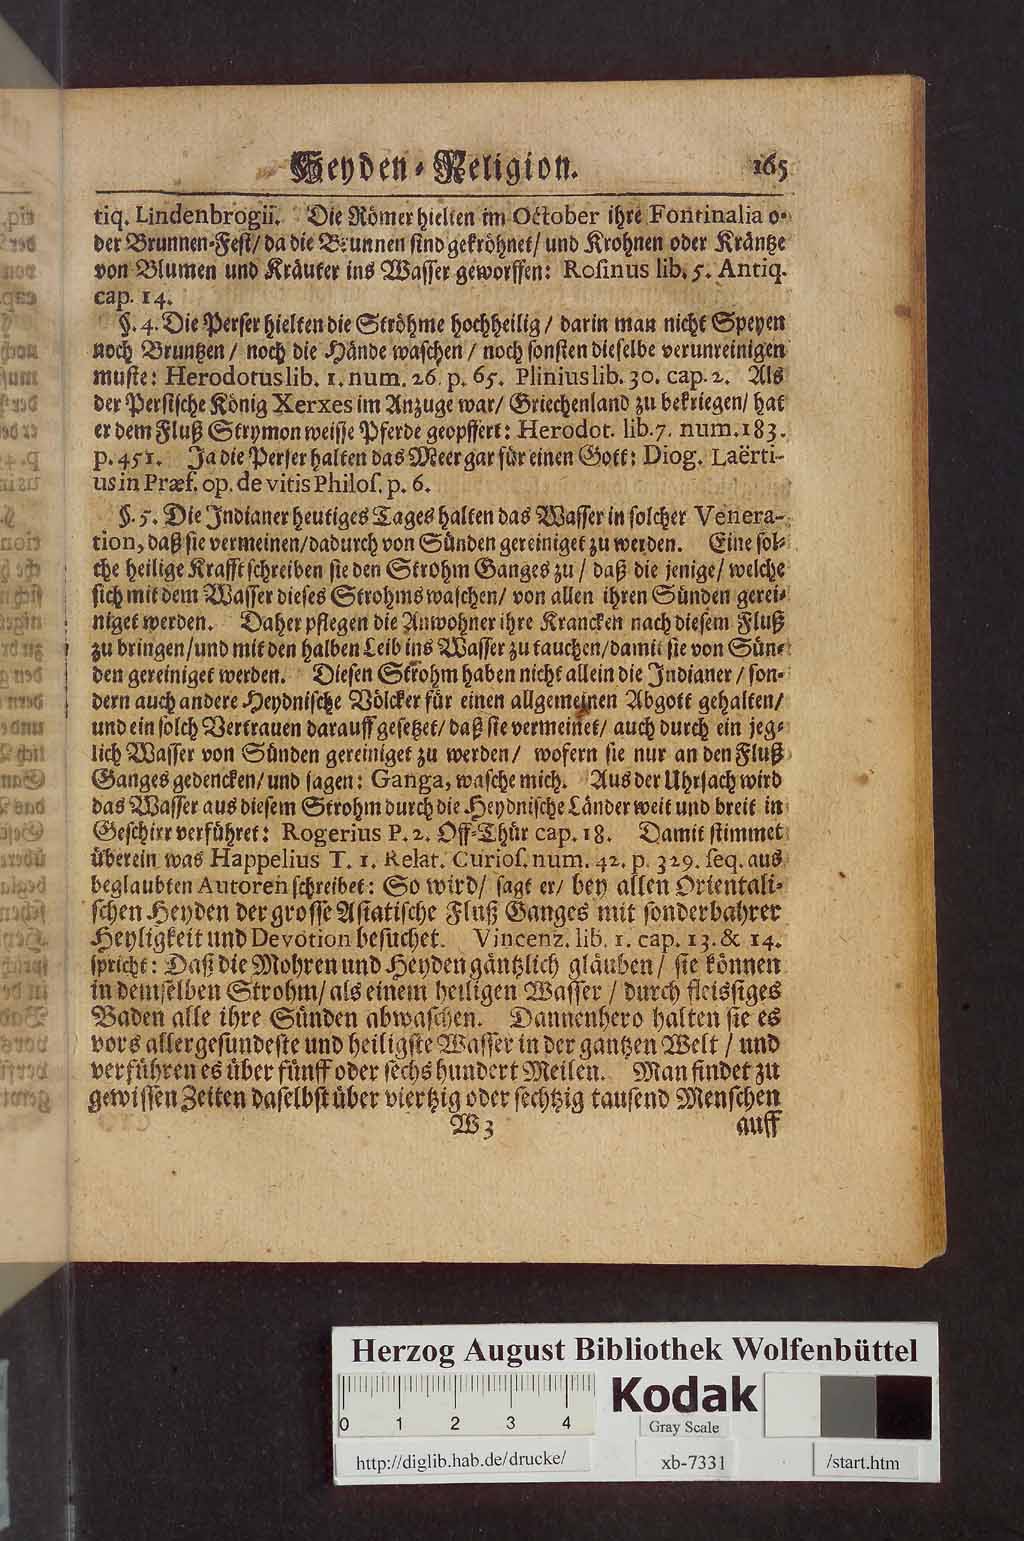 Heyden-Religion. 165
tiq. Lindenbrogii. Die Römer hielten im October ihre Fontinalia o-
der Brunnen-Fest/ da die Brunnen sind gekröhnet/ und Krohnen oder Kräntze
von Blumen und Kräuter ins Wasser geworffen: Rosinus lib. 5. Antiq.
cap. 14.
§. 4. Die Perser hielten die Ströhme hochheilig/ darin man nicht Speyen
noch Bruntzen/ noch die Hände waschen/ noch sonsten dieselbe verunreinigen
muste: Herodotus lib. 1. num. 26. p. 65. Plinius lib. 30. cap. 2. Als
der Persische König Xerxes im Anzuge war/ Griechenland zu bekriegen/ hat
er dem Fluß Strymon weisse Pferde geopffert: Herodot. lib. 7. num. 183.
p. 451. Ja die Perser halten das Meer gar für einen Gott: Diog. Laërti-
us in Præf. op. de vitis Philos. p. 6.
§. 5. Die Indianer heutiges Tages halten das Wasser in solcher Venera-
tion, daß sie vermeinen/ dadurch von Sünden gereiniget zu werden. Eine sol-
che heilige Krafft schreiben sie den Strohm Ganges zu/ daß die jenige/ welche
sich mit dem Wasser dieses Strohms waschen/ von allen ihren Sünden gerei-
niget werden. Daher pflegen die Anwohner ihre Krancken nach diesem Fluß
zu bringen/ und mit den halben Leib ins Wasser zu tauchen/ damit sie von Sün-
den gereiniget werden. Diesen Strohm haben nicht allein die Indianer/ son-
dern auch andere Heydnische Völcker für einen allgemeinen Abgott gehalten/
und ein solch Vertrauen darauff gesetzet/ daß sie vermeinet/ auch durch ein jeg-
lich Wasser von Sünden gereiniget zu werden/ wofern sie nur an den Fluß
Ganges gedencken/ und sagen: Ganga, wasche mich. Aus der Uhrsach wird
das Wasser aus diesem Strohm durch die Heydnische Länder weit und breit in
Geschirr verführet: Rogerius P. 2. Off-Thür cap. 18. Damit stimmet
überein was Happelius T. 1. Relat. Curios. num. 42. p. 329. seq. aus
beglaubten Autoren schreibet: So wird/ sagt er/ bey allen Orientali-
schen Heyden der grosse Asiatische Fluß Ganges mit sonderbahrer
Heyligkeit und Devotion besuchet. Vincenz. lib. 1. cap. 13. & 14.
spricht: Daß die Mohren und Heyden gäntzlich gläuben/ sie können
in demselben Strohm/ als einem heiligen Wasser/ durch fleissiges
Baden alle ihre Sünden abwaschen. Dannenhero halten sie es
vors allergesundeste und heiligste Wasser in der gantzen Welt/ und
verführen es über fünff oder sechs hundert Meilen. Man findet zu
gewissen Zeiten daselbst über viertzig oder sechtzig tausend Menschen
W 3 auff
Herzog August Bibliothek Wolfenbüttel
0 1 2 3 4
Kodak
Gray Scale
http://diglib.hab.de/drucke/ xb-7331 /start.htm